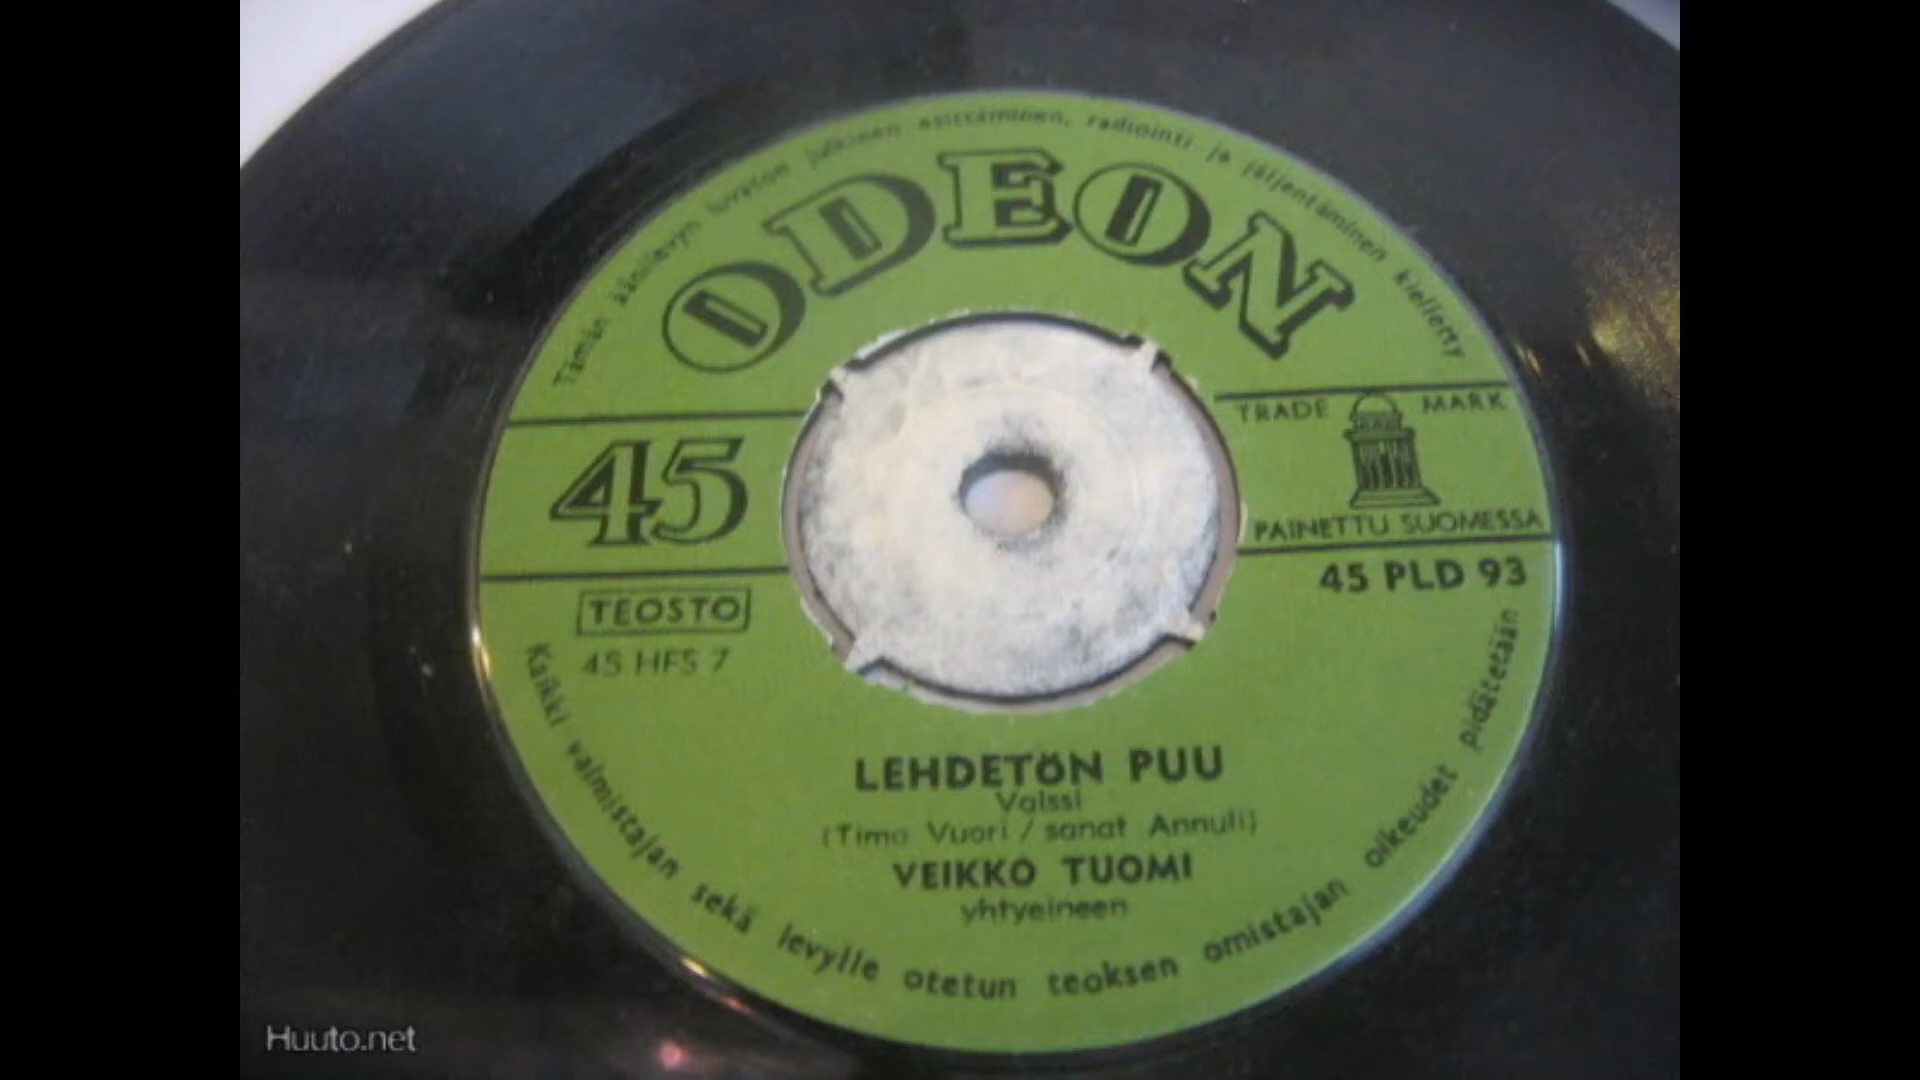 Tämän äänilevyn luvaton julkinen esittäminen, radiointi ja jäljentäminen kielletty
ODEON
45
TRADE MARK
PAINETTU SUOMESSA
45 PLD 93
TEOSTO
45 HFS 7
LEHDETÖN PUU
Valssi
(Timo Vuori / sanat Annuli)
VEIKKO TUOMI
yhtyeineen
Kaikki valmistajan sekä levylle otetun teoksen omistajan oikeudet pidätetään
Huuto.net